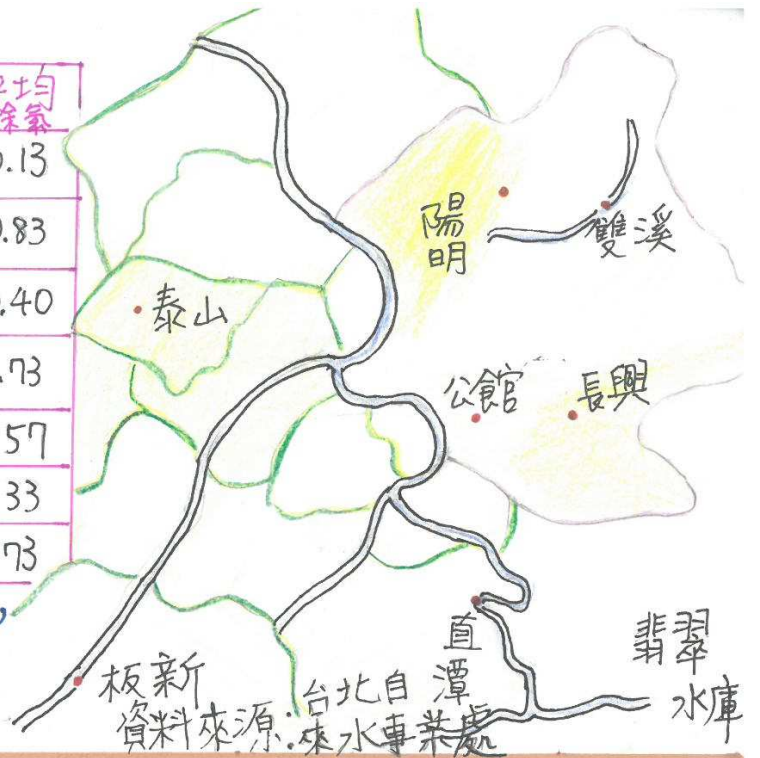 平均
餘氯
0.13
0.83
.40
.73
57
33
73
陽明
雙溪
泰山
公館
長興
直潭
翡翠
水庫
板新
資料來源:台北自
來水事業處